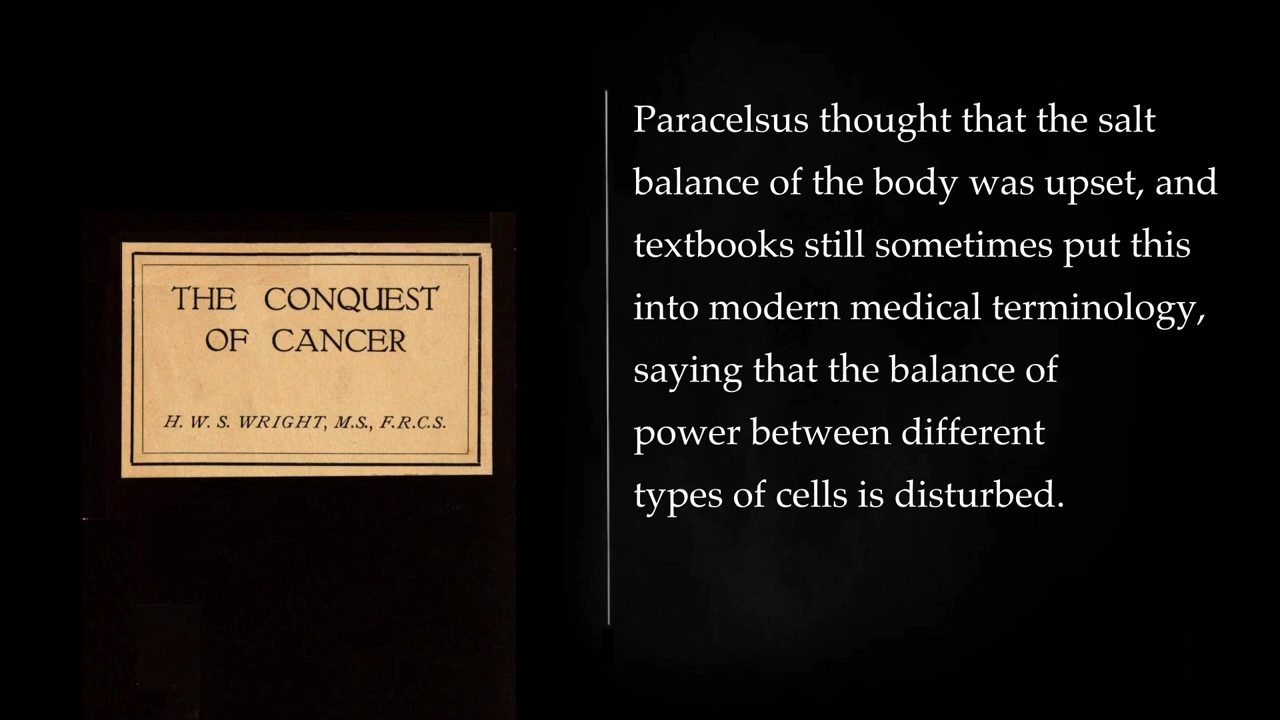 THE CONQUEST
OF CANCER
H. W. S. WRIGHT, M.S., F.R.C.S.
Paracelsus thought that the salt
balance of the body was upset, and
textbooks still sometimes put this
into modern medical terminology,
saying that the balance of
power between different
types of cells is disturbed.